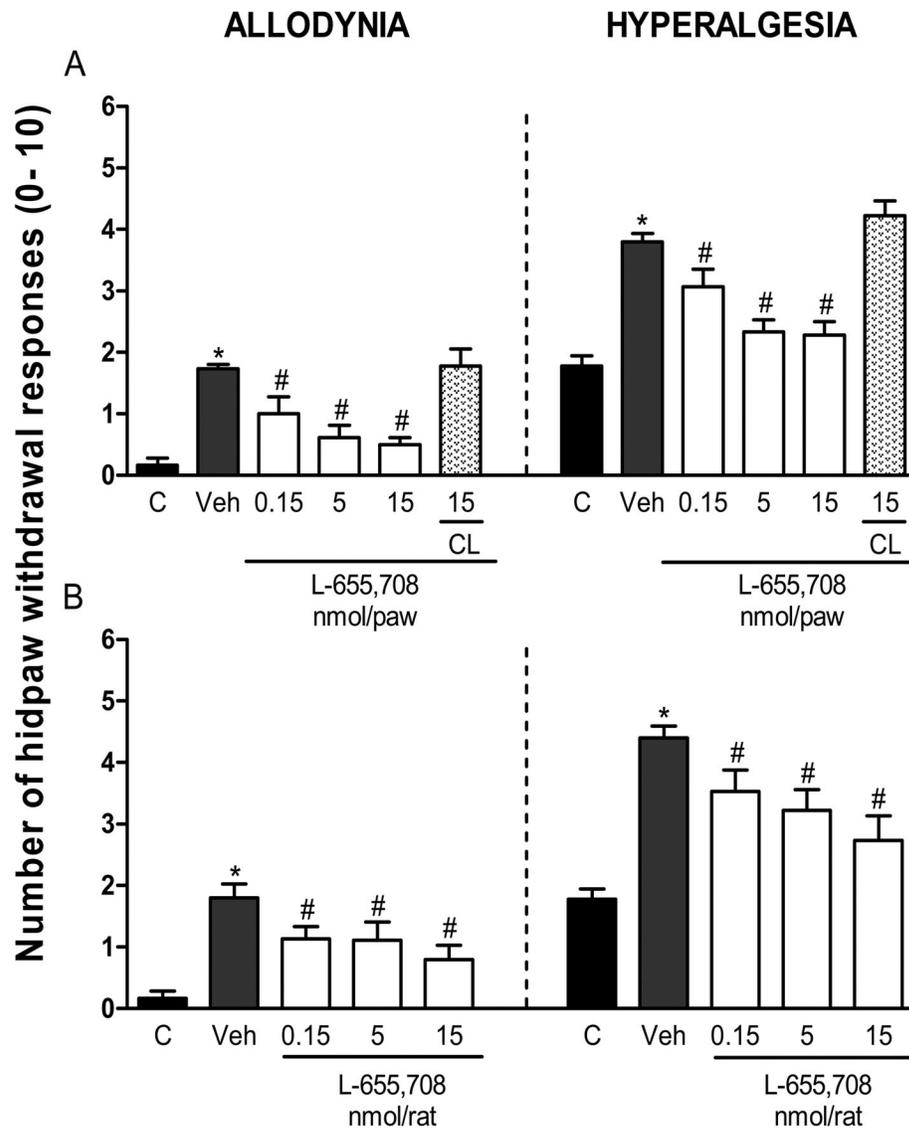 ALLODYNIA HYPERALGESIA
A
Number of hidpaw withdrawal responses (0- 10)
6
5
4
3
2
1
0
* # # #
* # # #
C Veh 0.15 5 15 15 C Veh 0.15 5 15 15
CL CL
L-655,708 L-655,708
nmol/paw nmol/paw
B
6
5
4
3
2
1
0
* # # #
* # # #
C Veh 0.15 5 15 C Veh 0.15 5 15
L-655,708 L-655,708
nmol/rat nmol/rat